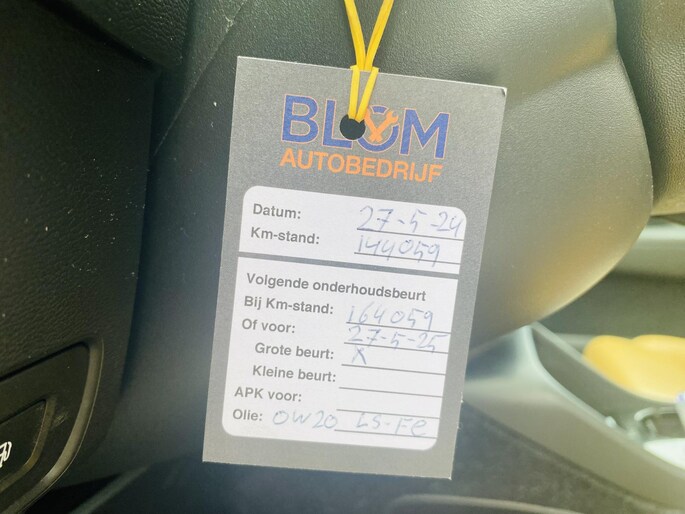 BLOM
AUTOBEDRIJF
Datum: 27-5-24
Km-stand: 144059
Volgende onderhoudsbeurt
Bij Km-stand: 164059
Of voor: 27-5-25
Grote beurt: X
Kleine beurt:
APK voor:
Olie: 0W20 LS-Fe